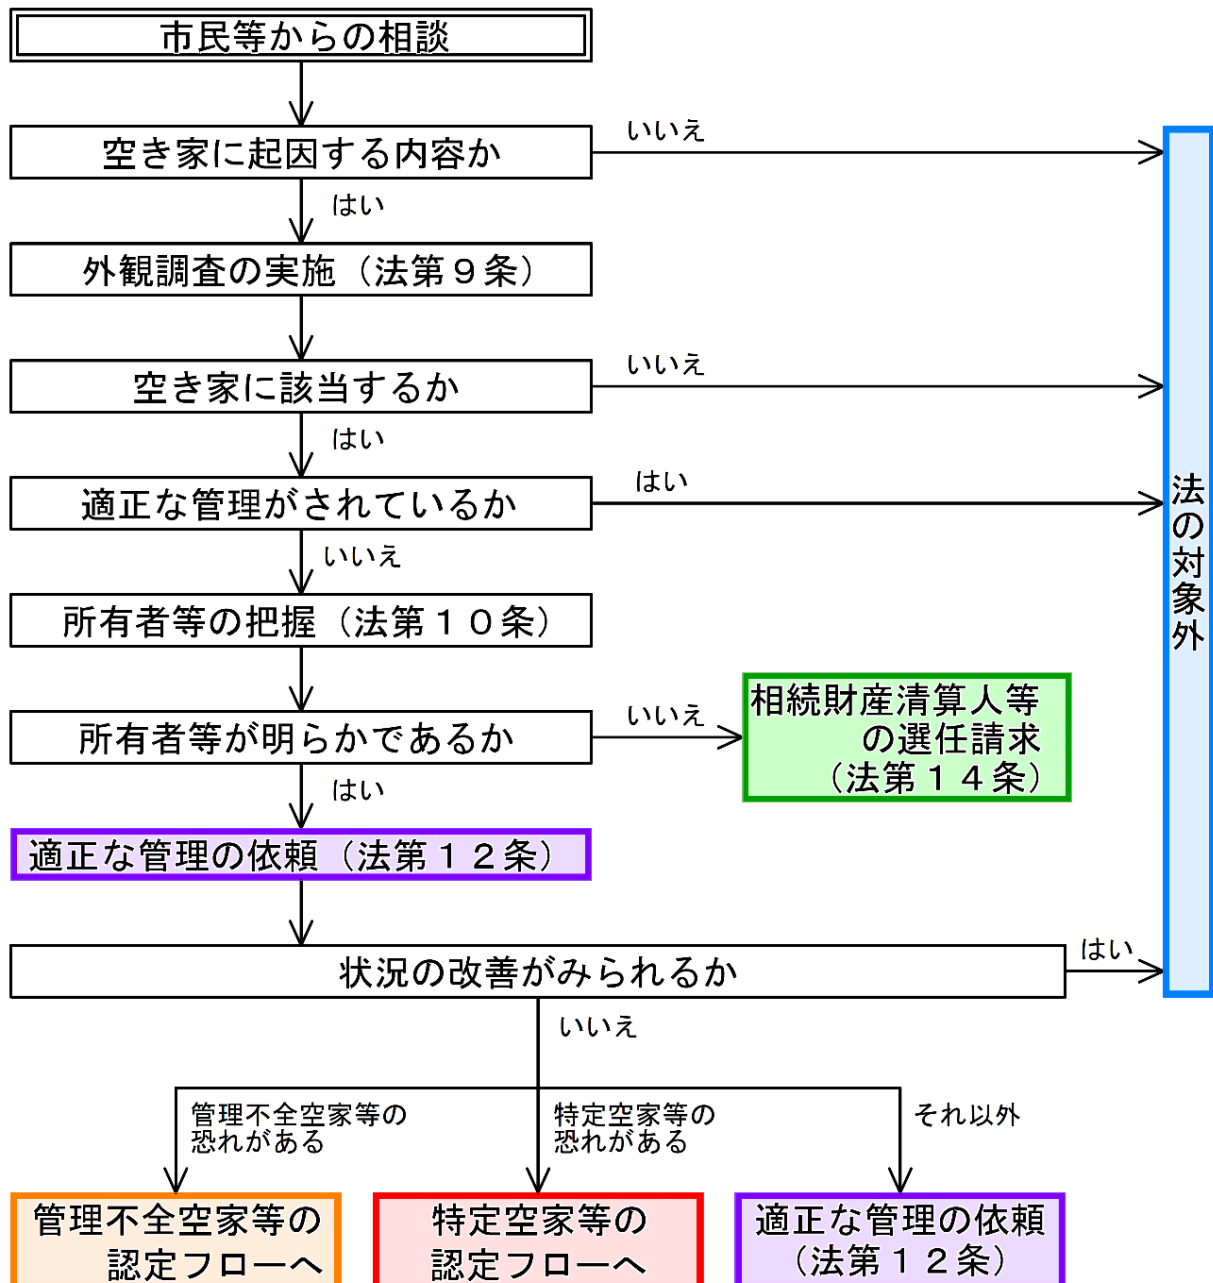 市民等からの相談
空き家に起因する内容か
いいえ
はい
外観調査の実施（法第９条）
空き家に該当するか
いいえ
はい
適正な管理がされているか
はい
いいえ
所有者等の把握（法第１０条）
所有者等が明らかであるか
いいえ
相続財産清算人等
の選任請求
（法第１４条）
はい
適正な管理の依頼（法第１２条）
状況の改善がみられるか
はい
法の対象外
いいえ
管理不全空家等の
恐れがある
特定空家等の
恐れがある
それ以外
管理不全空家等の
認定フローへ
特定空家等の
認定フローへ
適正な管理の依頼
（法第１２条）